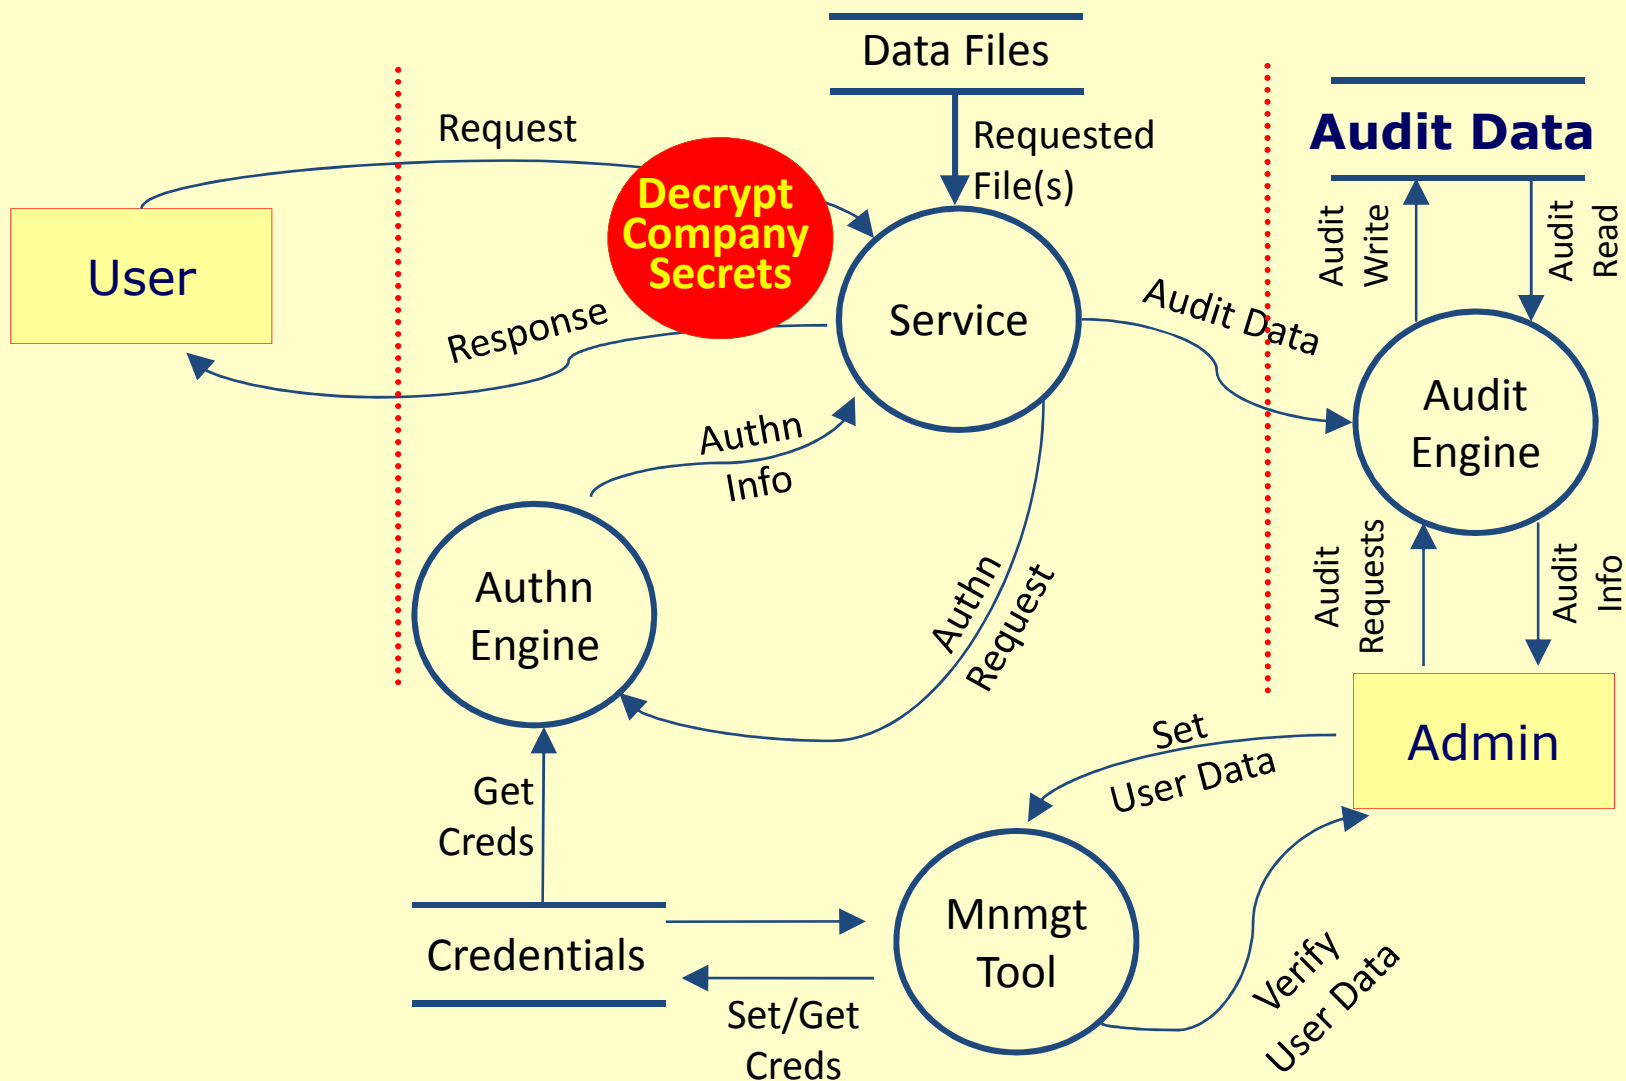 Data Files
Request
Requested
File(s)
Audit Data
Decrypt
Company
Secrets
User
Audit
Write
Audit
Read
Response
Service
Audit Data
Audit
Engine
Authn
Info
Authn
Engine
Authn
Request
Audit
Requests
Audit
Info
Set
User Data
Admin
Get
Creds
Credentials
Mnmgt
Tool
Set/Get
Creds
Verify
User Data